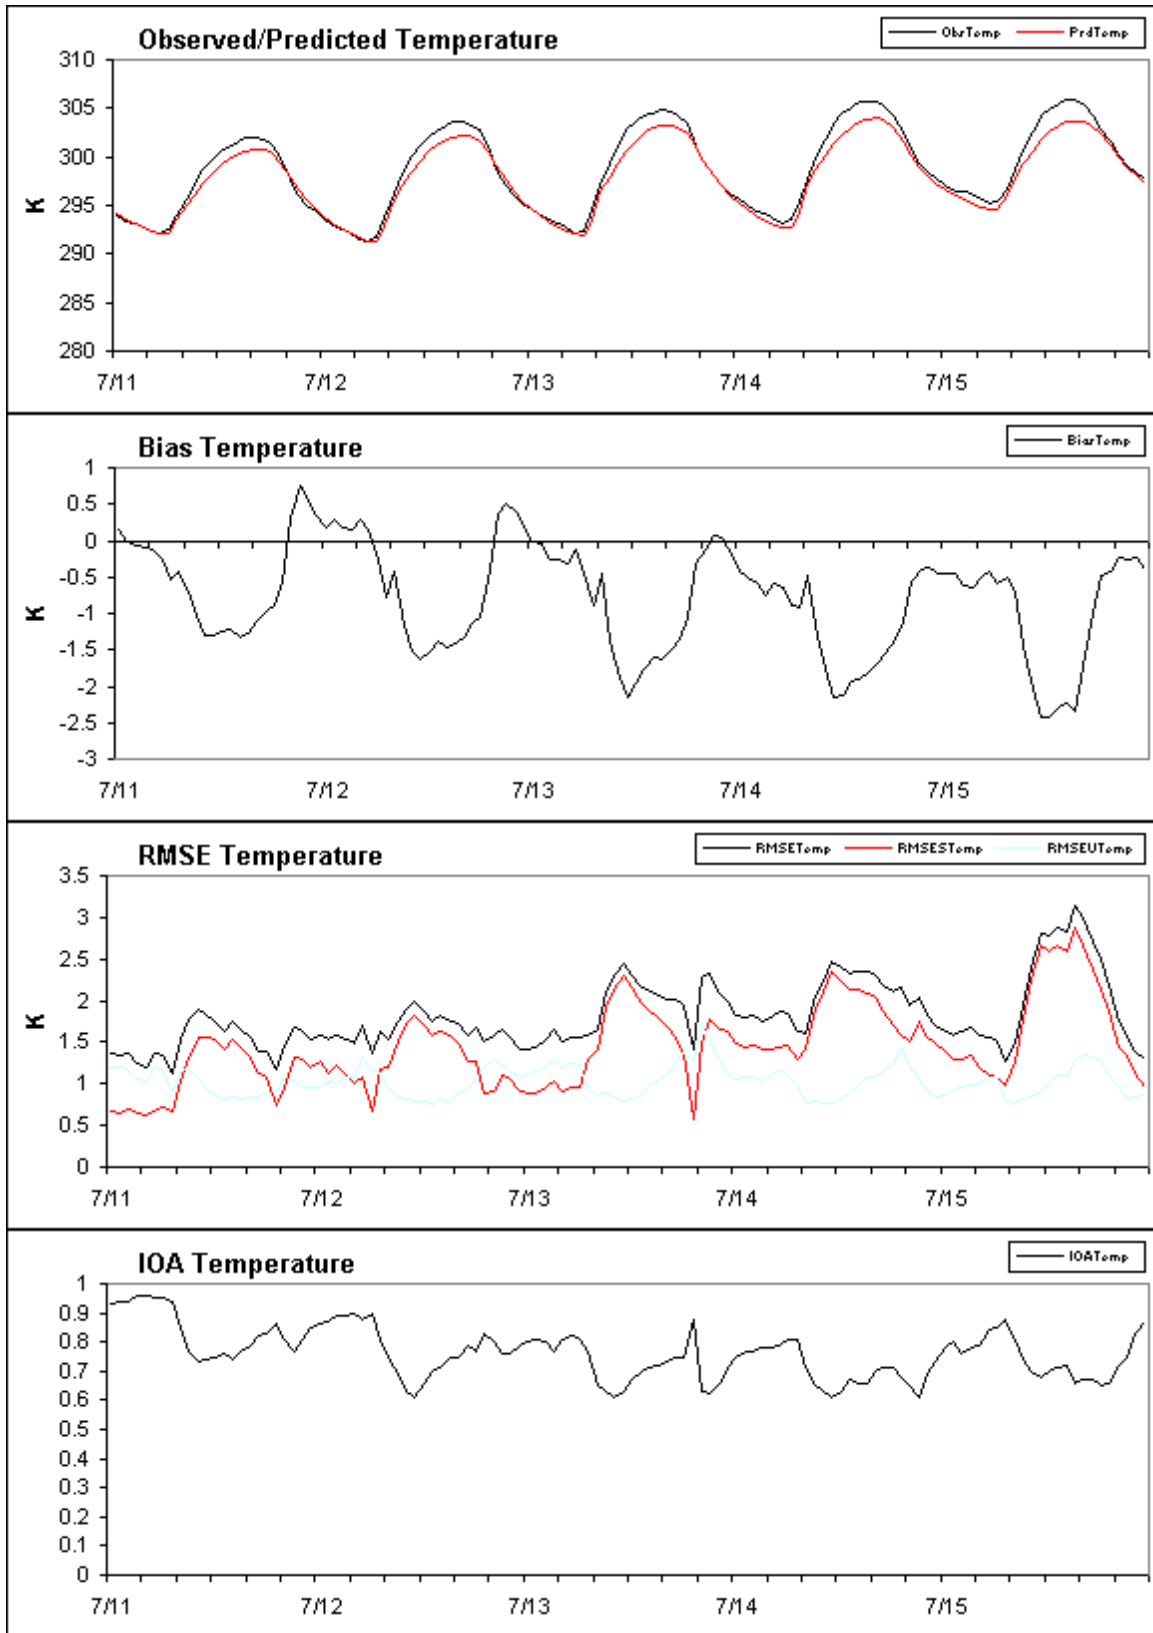 Observed/Predicted Temperature
ObsTemp PrdTemp
310
305
300
295
290
285
280
K
7/11 7/12 7/13 7/14 7/15
Bias Temperature
BiasTemp
1
0.5
0
-0.5
-1
-1.5
-2
-2.5
-3
K
7/11 7/12 7/13 7/14 7/15
RMSE Temperature
RMSETemp RMSESTemp RMSEUTemp
3.5
3
2.5
2
1.5
1
0.5
0
K
7/11 7/12 7/13 7/14 7/15
IOA Temperature
IOATemp
1
0.9
0.8
0.7
0.6
0.5
0.4
0.3
0.2
0.1
0
7/11 7/12 7/13 7/14 7/15